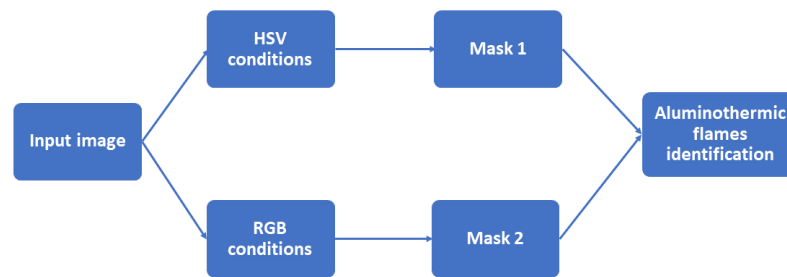 HSV
conditions
Mask 1
Input image
Aluminothermic
flames
identification
RGB
conditions
Mask 2